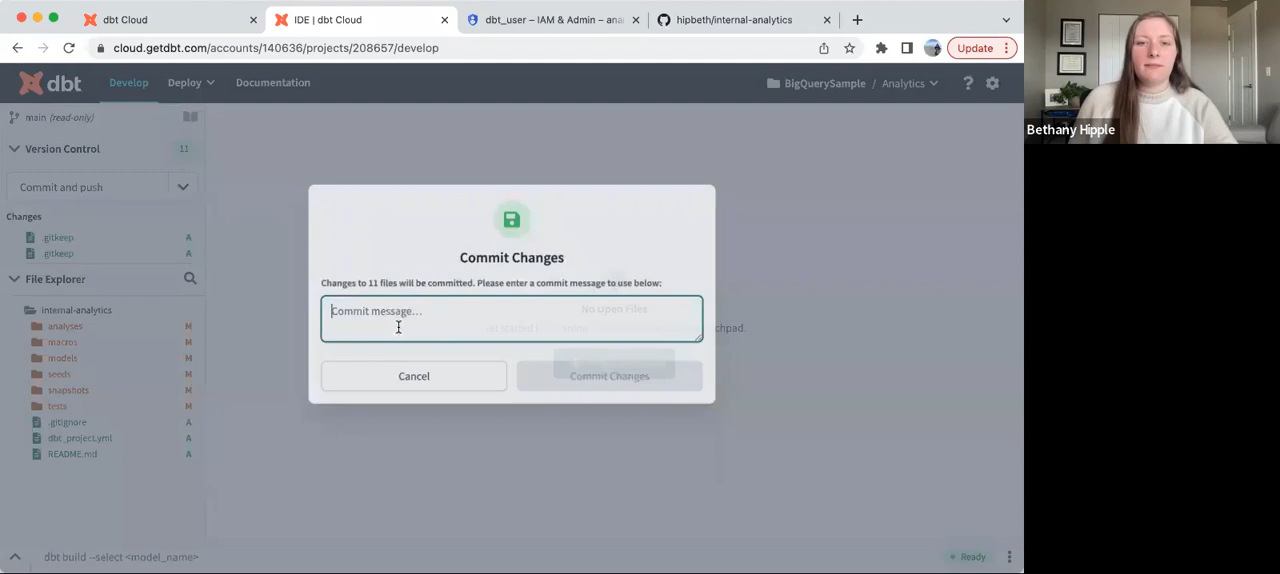 dbt Cloud
IDE | dbt Cloud
dbt_user – IAM & Admin – ana
hipbeth/internal-analytics
cloud.getdbt.com/accounts/140636/projects/208657/develop
Update
dbt
Develop
Deploy
Documentation
BigQuerySample / Analytics
Bethany Hipple
main (read-only)
Version Control
11
Commit and push
Changes
.gitkeep A
.gitkeep A
File Explorer
internal-analytics
analyses M
macros M
models M
seeds M
snapshots M
tests M
.gitignore A
dbt_project.yml A
README.md A
Commit Changes
Changes to 11 files will be committed. Please enter a commit message to use below:
Commit message...
No Open Files
Cancel
Commit Changes
dbt build --select <model_name>
Ready